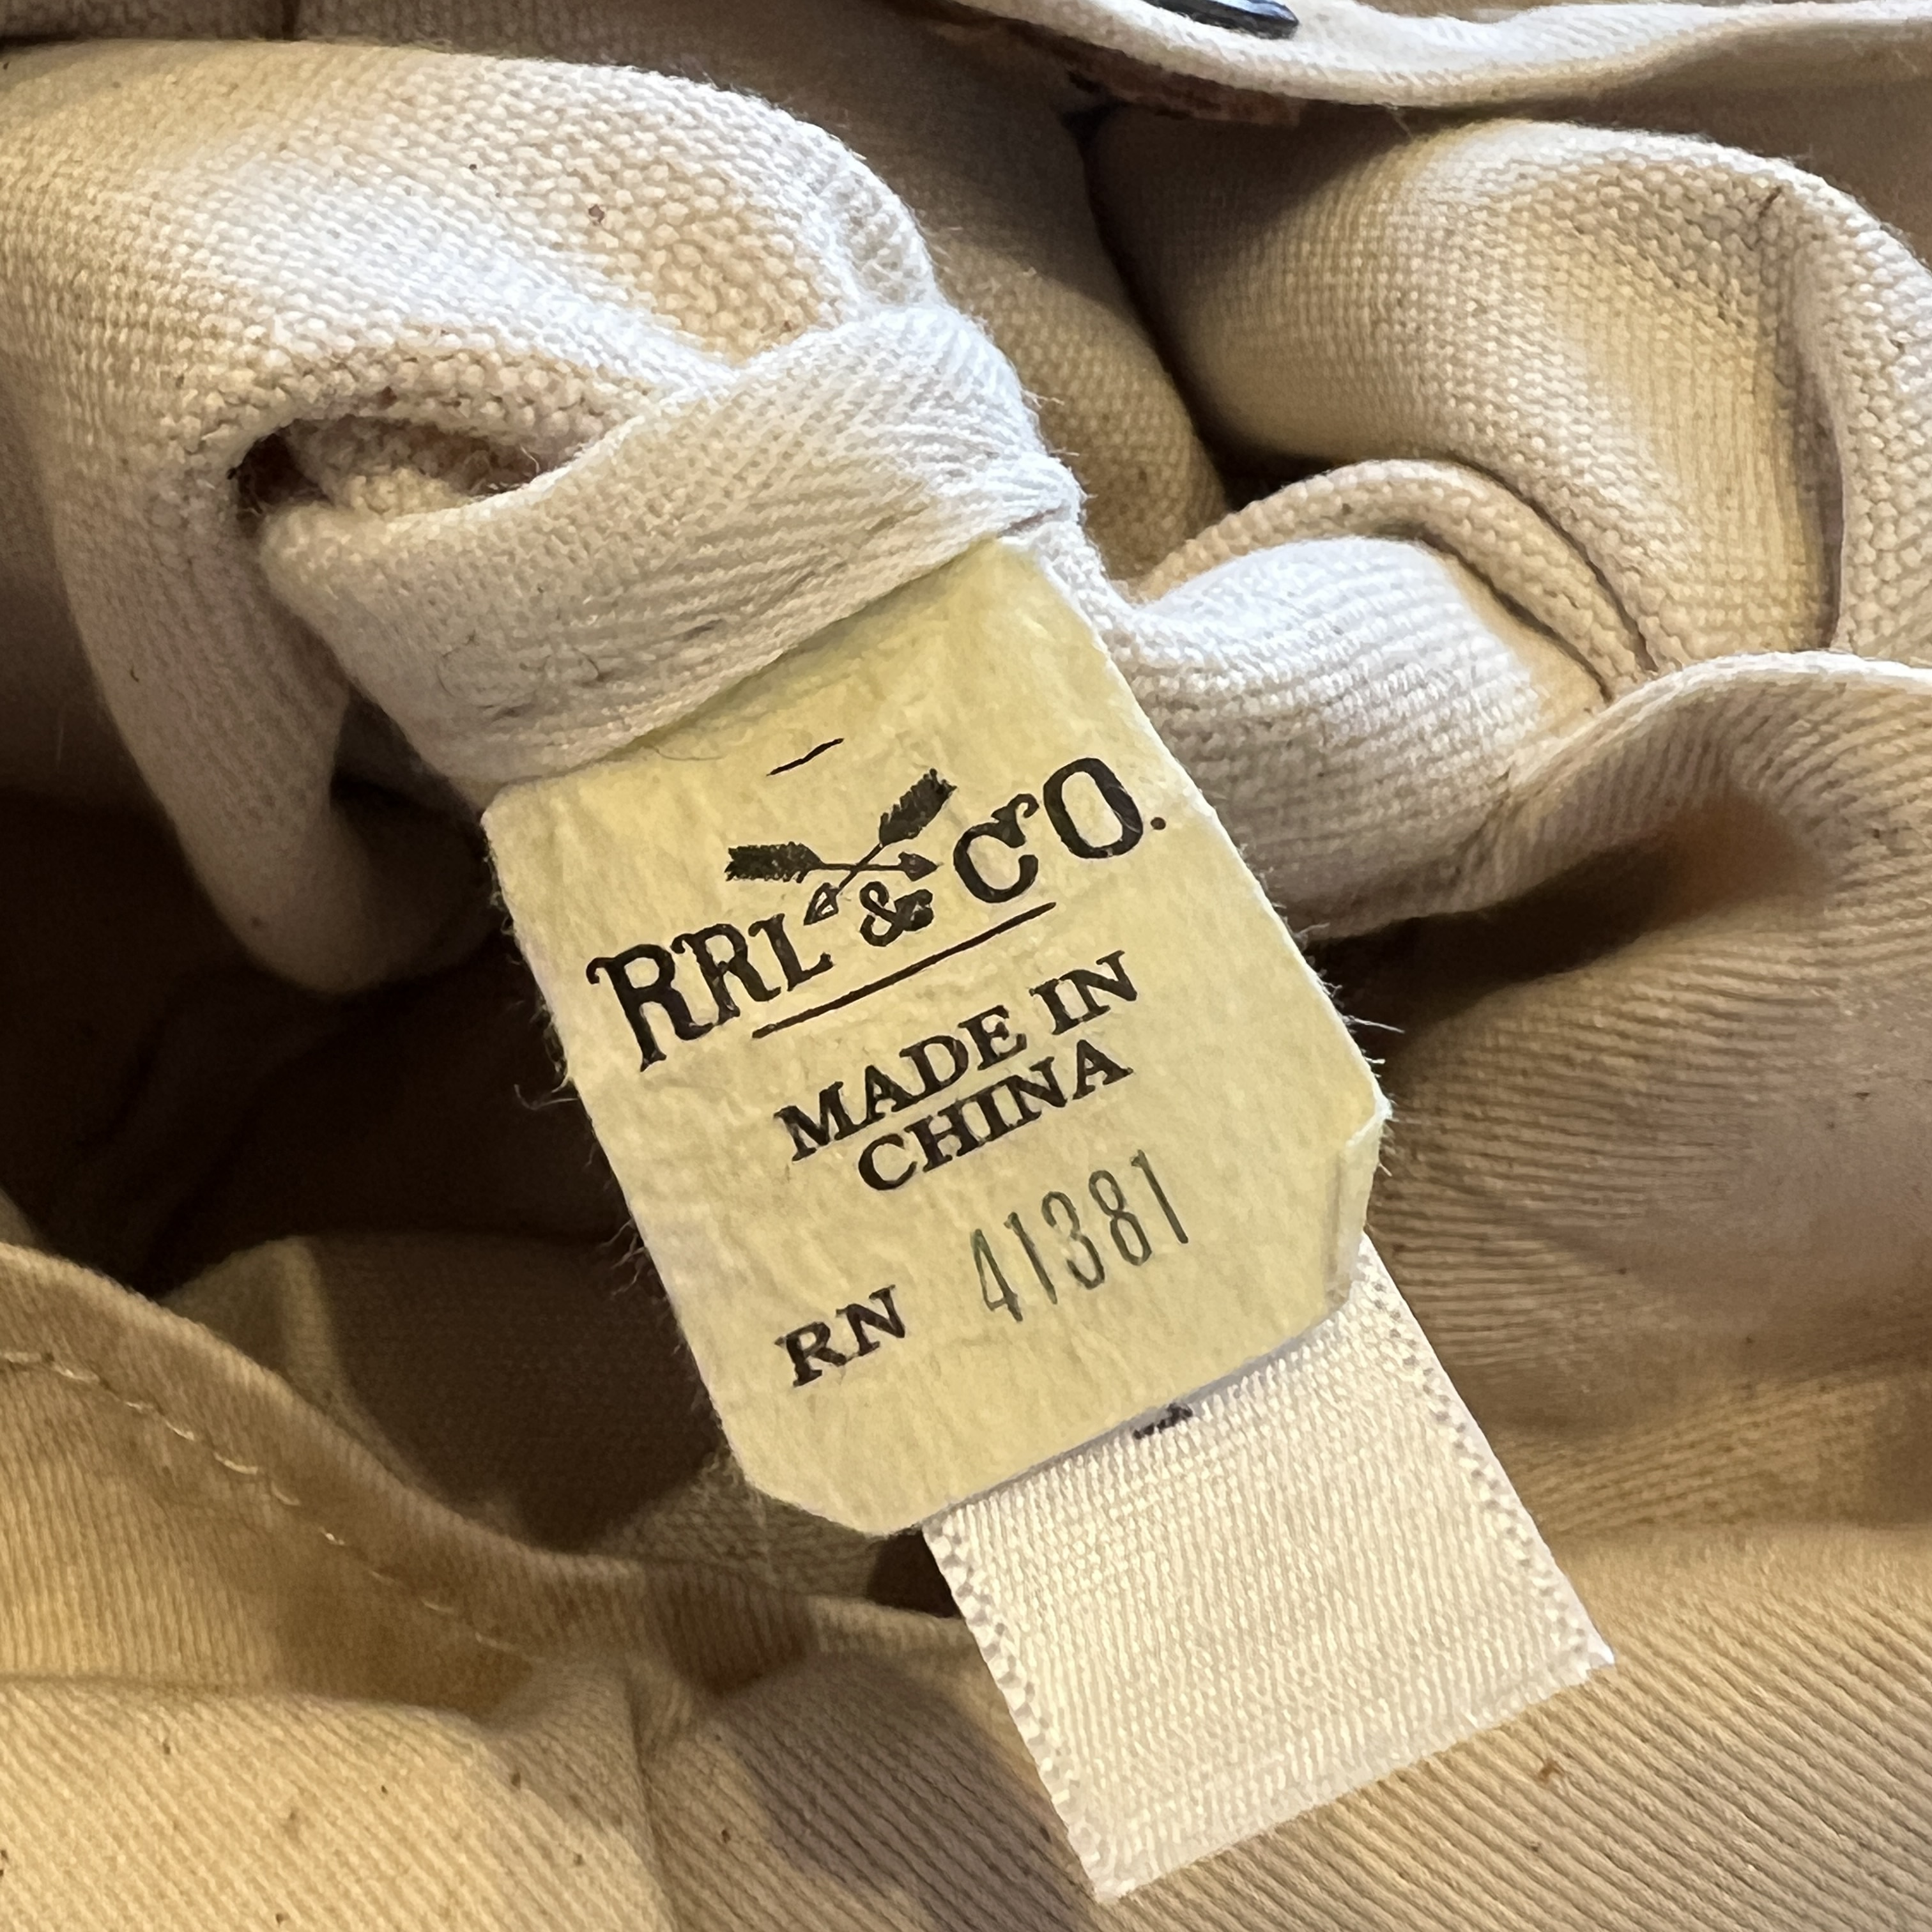 RRL & CO.
MADE IN
CHINA
RN 41381